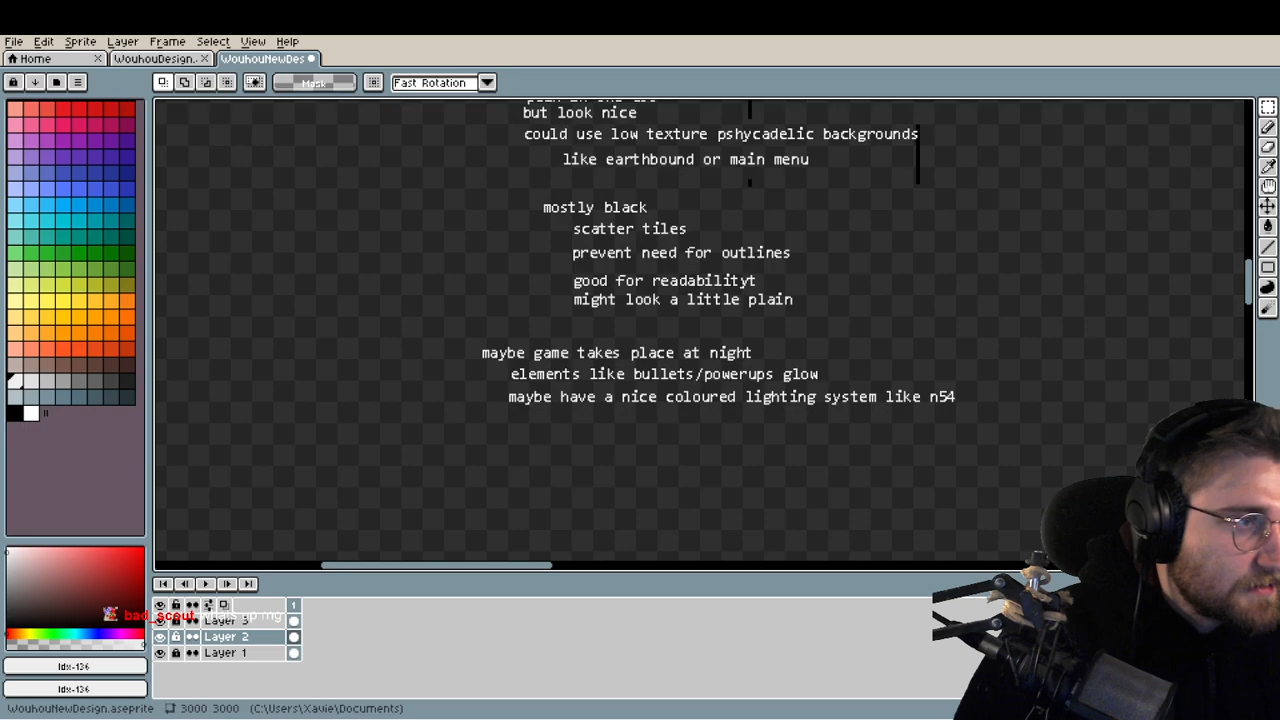 File Edit Sprite Layer Frame Select View Help
Home WouhouDesign. WouhouNewDes
Mask Fast Rotation
but look nice
could use low texture pshycadelic backgrounds
like earthbound or main menu
mostly black
scatter tiles
prevent need for outlines
good for readabilityt
might look a little plain
maybe game takes place at night
elements like bullets/powerups glow
maybe have a nice coloured lighting system like n54
1
bad_scout
Layer 3
Layer 2
Layer 1
Idx-136
Idx-136
WouhouNewDesign.aseprite 3000 3000 (C:\Users\Xavie\Documents)